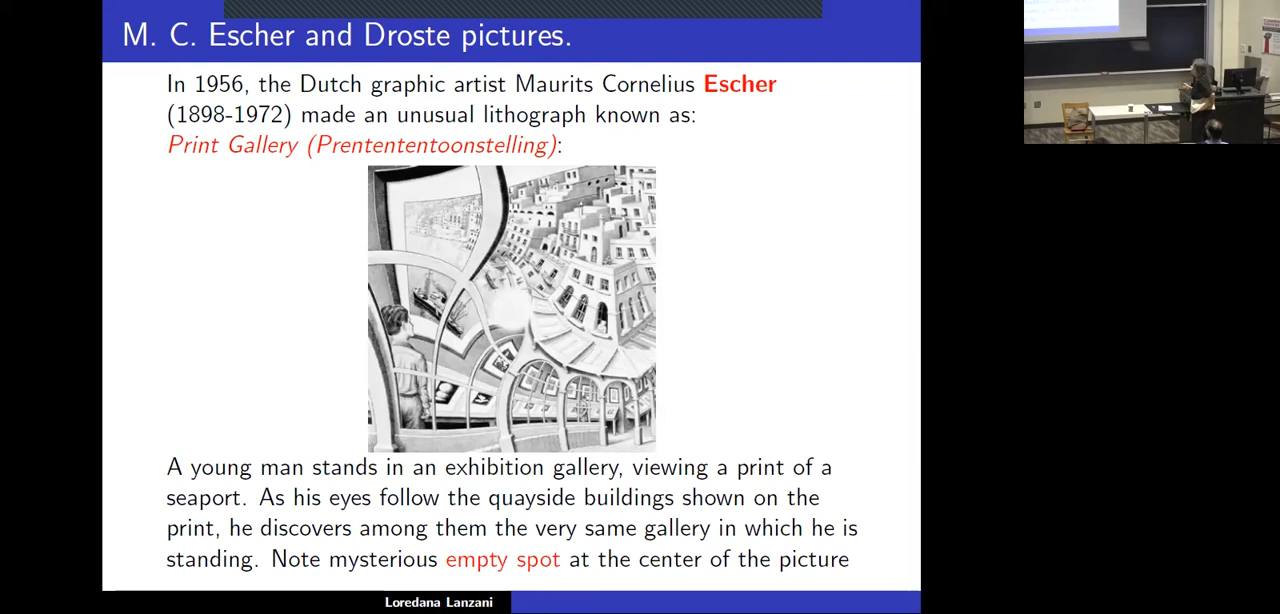 M. C. Escher and Droste pictures.
In 1956, the Dutch graphic artist Maurits Cornelius Escher
(1898-1972) made an unusual lithograph known as:
Print Gallery (Prentententoonstelling):
A young man stands in an exhibition gallery, viewing a print of a
seaport. As his eyes follow the quayside buildings shown on the
print, he discovers among them the very same gallery in which he is
standing. Note mysterious empty spot at the center of the picture
Loredana Lanzani